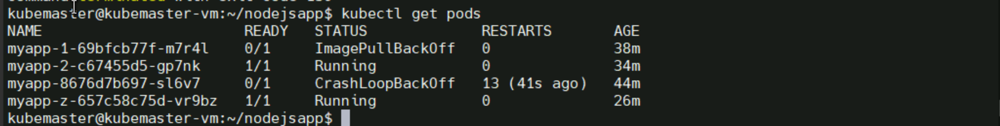 kubemaster@kubemaster-vm:~/nodejsapp$ kubectl get pods
NAME READY STATUS RESTARTS AGE
myapp-1-69bfcb77f-m7r4l 0/1 ImagePullBackOff 0 38m
myapp-2-c67455d5-gp7nk 1/1 Running 0 34m
myapp-8676d7b697-sl6v7 0/1 CrashLoopBackOff 13 (41s ago) 44m
myapp-z-657c58c75d-vr9bz 1/1 Running 0 26m
kubemaster@kubemaster-vm:~/nodejsapp$